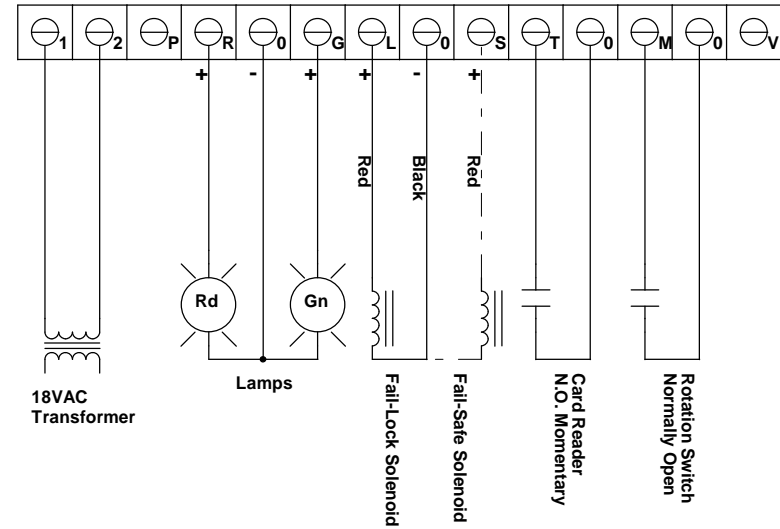 1 2 P R 0 G L 0 S T 0 M 0 V
+ - + + - +
Red
Black
Red
Rd
Gn
Lamps
18VAC
Transformer
Fail-Lock Solenoid
Fail-Safe Solenoid
Card Reader
N.O. Momentary
Rotation Switch
Normally Open